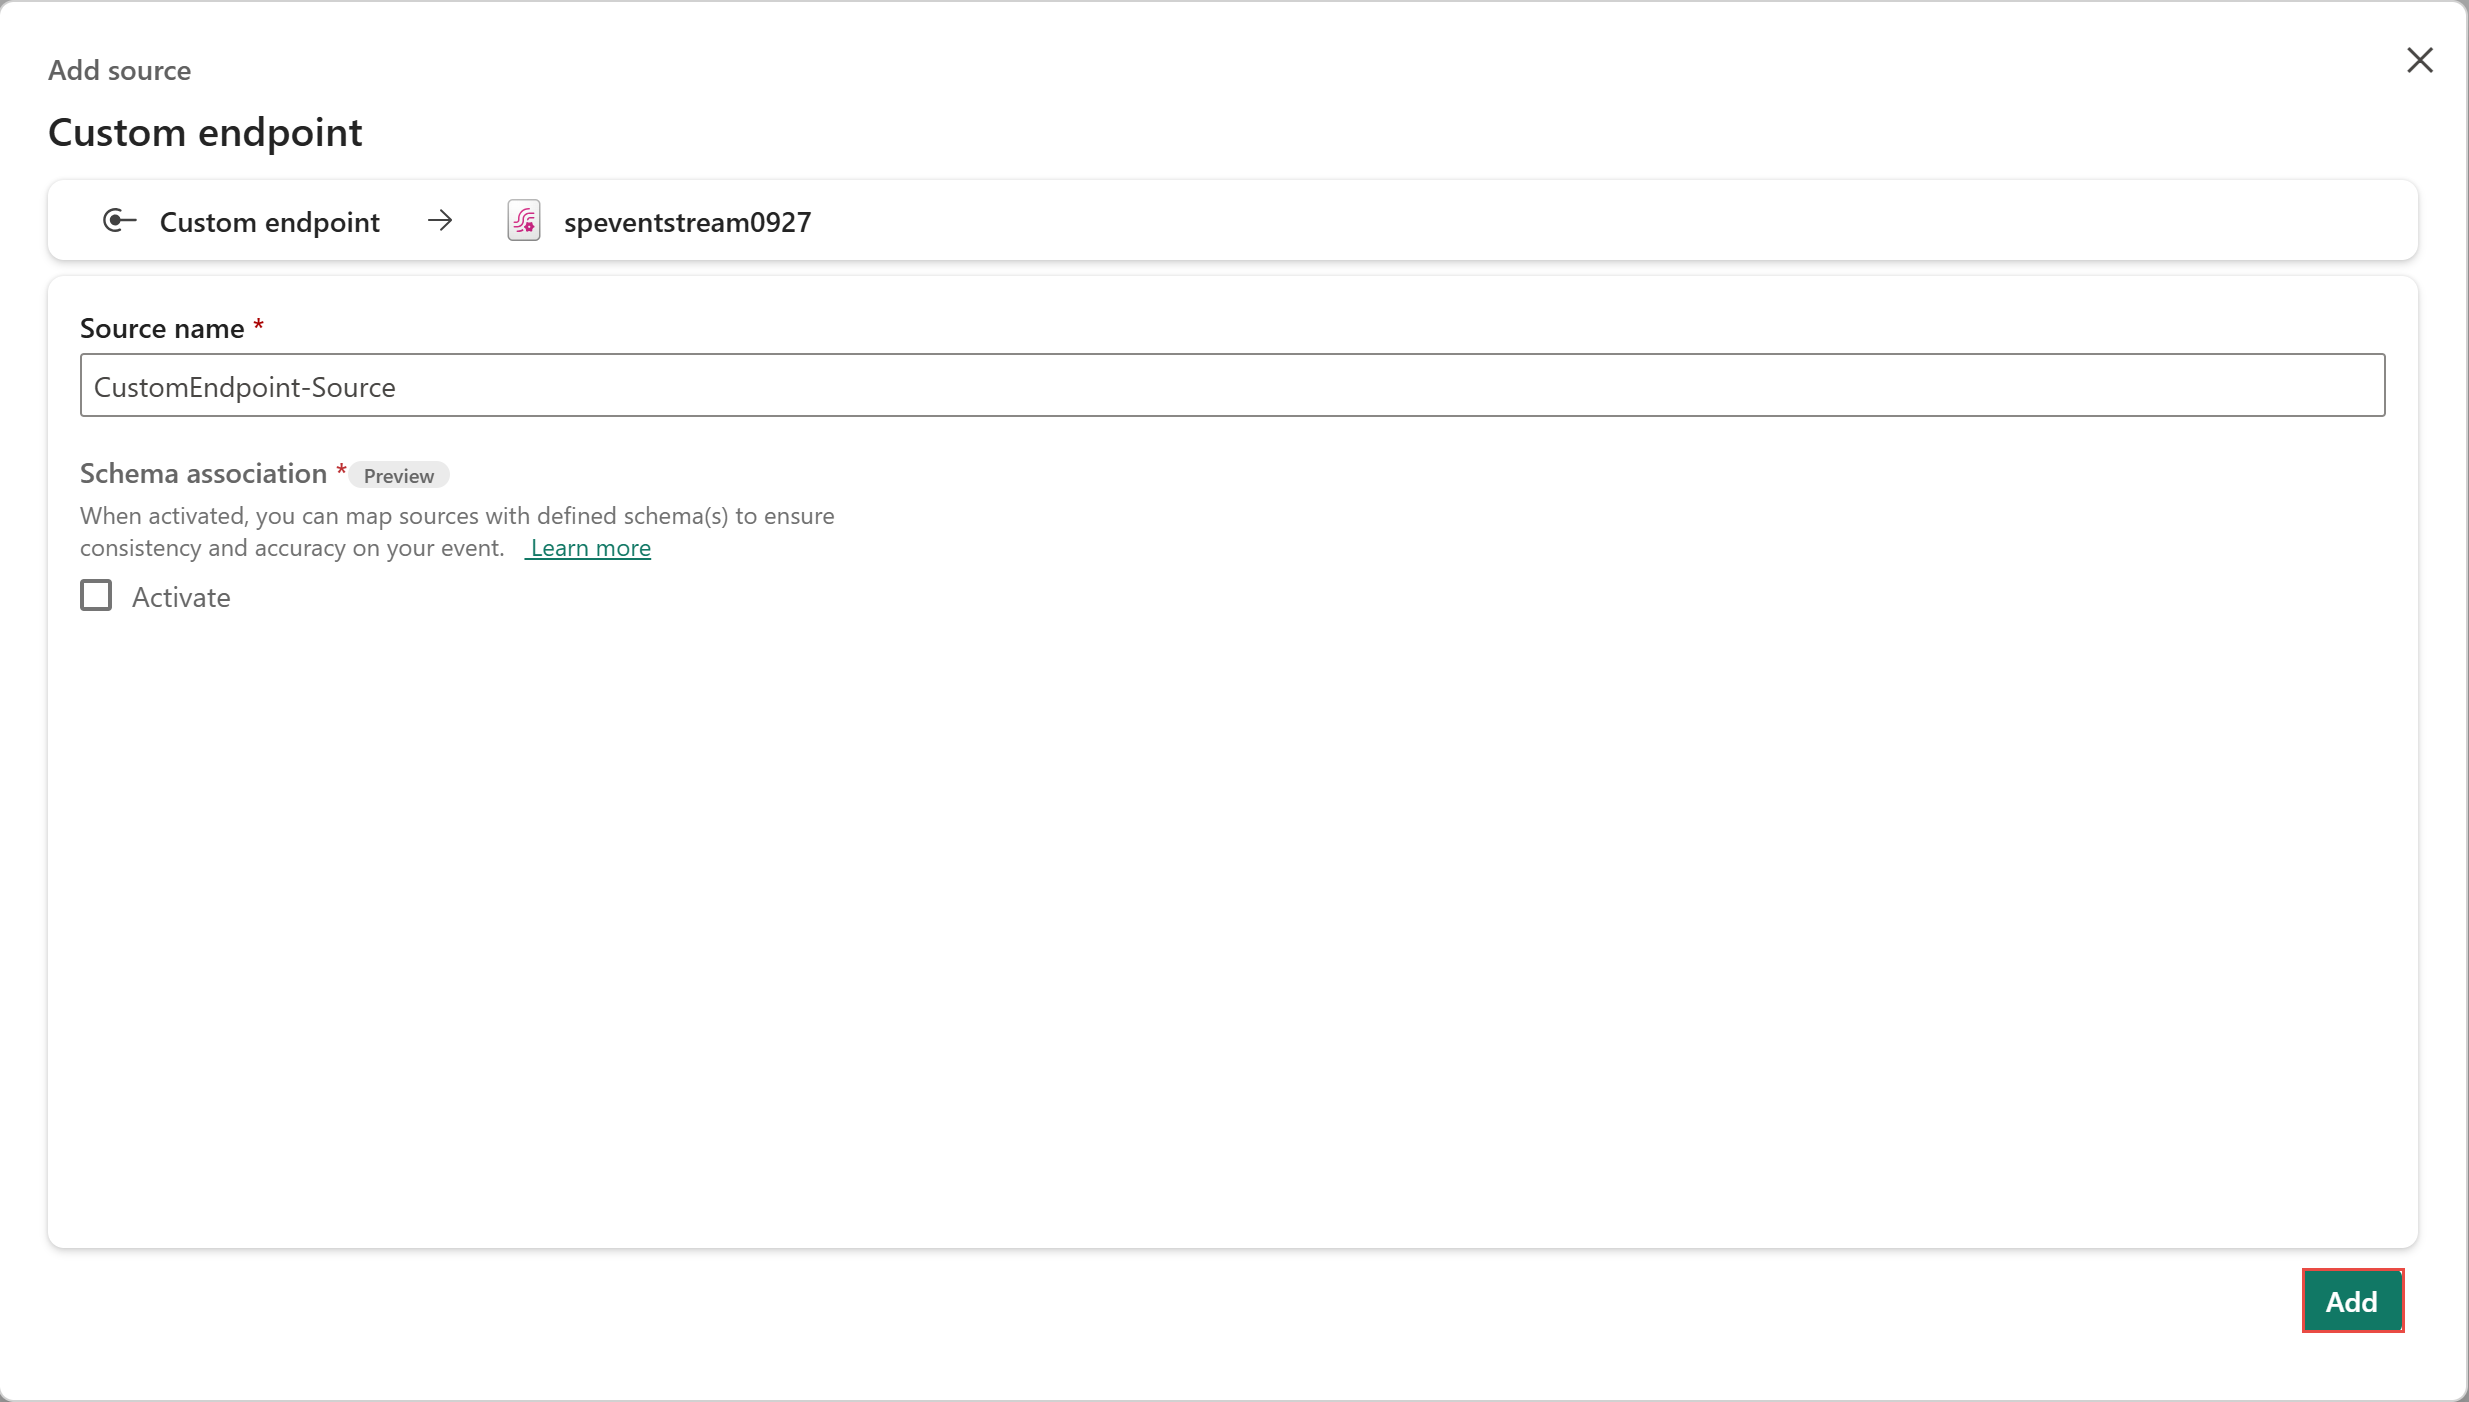 Add source
Custom endpoint
Custom endpoint → speventstream0927
Source name *
CustomEndpoint-Source
Schema association * Preview
When activated, you can map sources with defined schema(s) to ensure
consistency and accuracy on your event. Learn more
Activate
Add